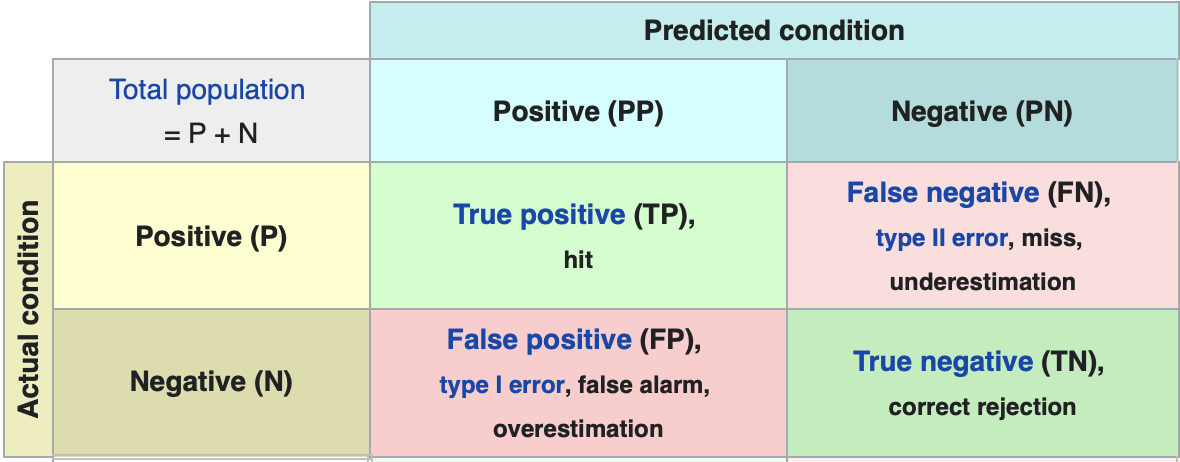 Predicted condition
Total population
= P + N
Positive (PP)
Negative (PN)
Actual condition
Positive (P)
True positive (TP),
hit
False negative (FN),
type II error, miss,
underestimation
Negative (N)
False positive (FP),
type I error, false alarm,
overestimation
True negative (TN),
correct rejection